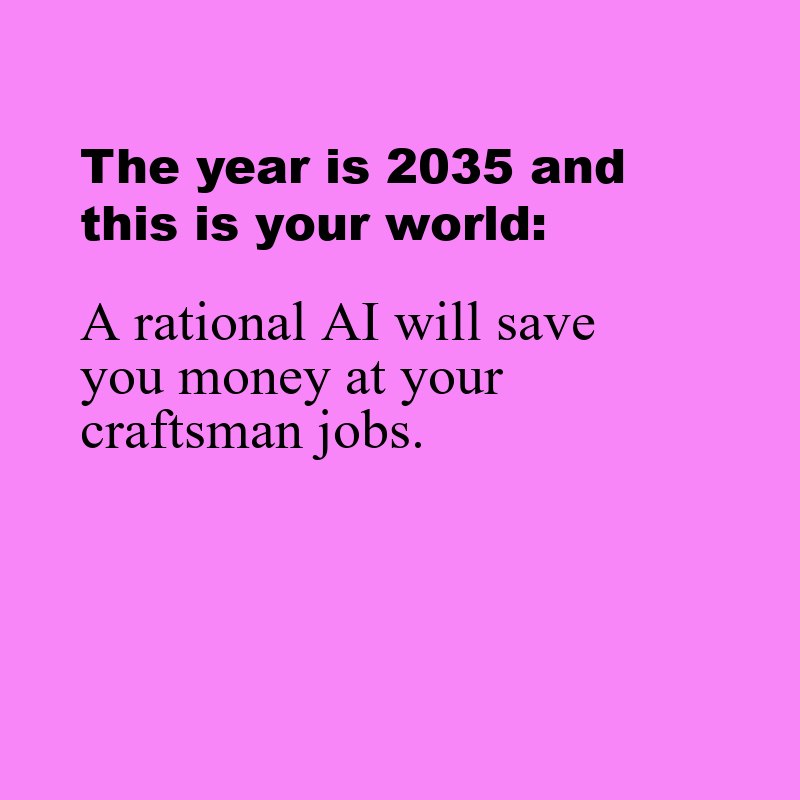 The year is 2035 and
this is your world:
A rational AI will save
you money at your
craftsman jobs.